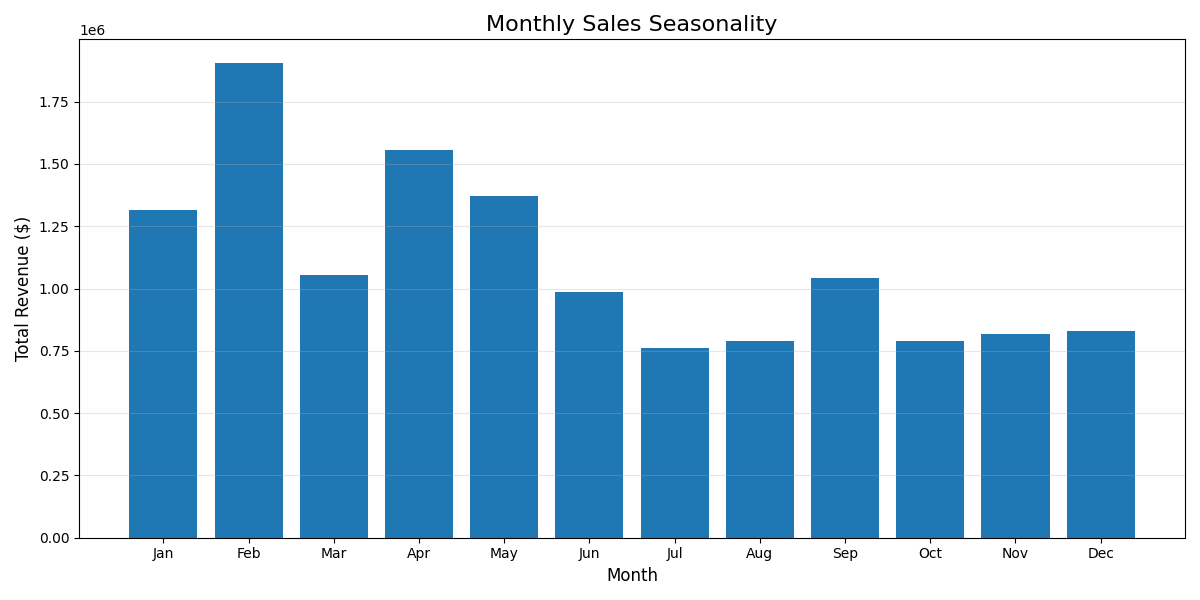 Monthly Sales Seasonality
1e6
1.75
1.50
1.25
1.00
0.75
0.50
0.25
0.00
Total Revenue ($)
Jan Feb Mar Apr May Jun Jul Aug Sep Oct Nov Dec
Month